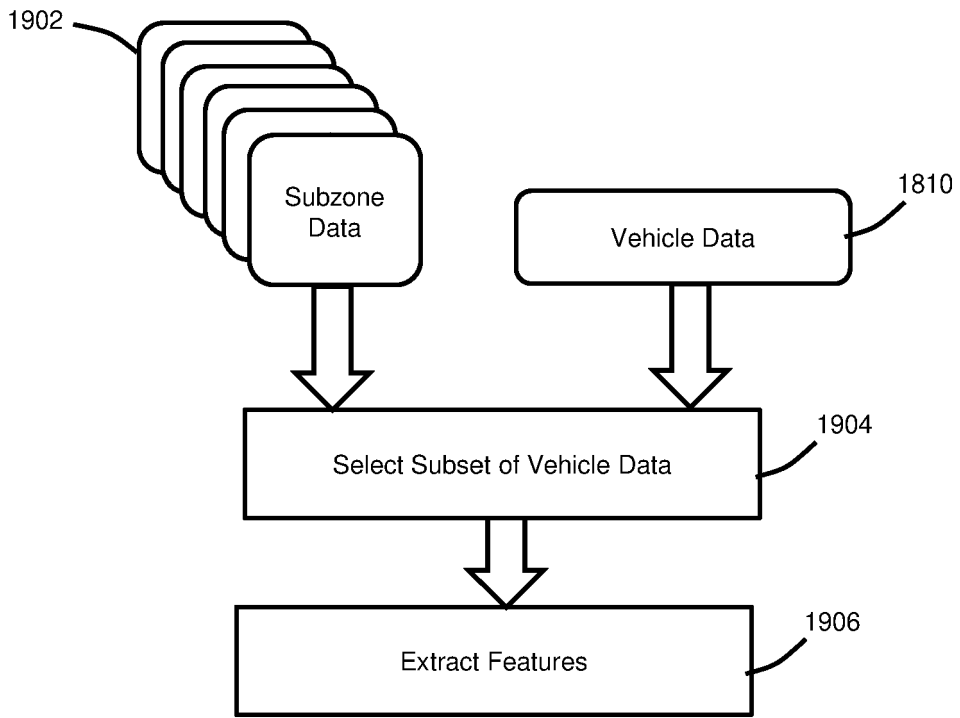 1902
Subzone
Data
1810
Vehicle Data
1904
Select Subset of Vehicle Data
1906
Extract Features